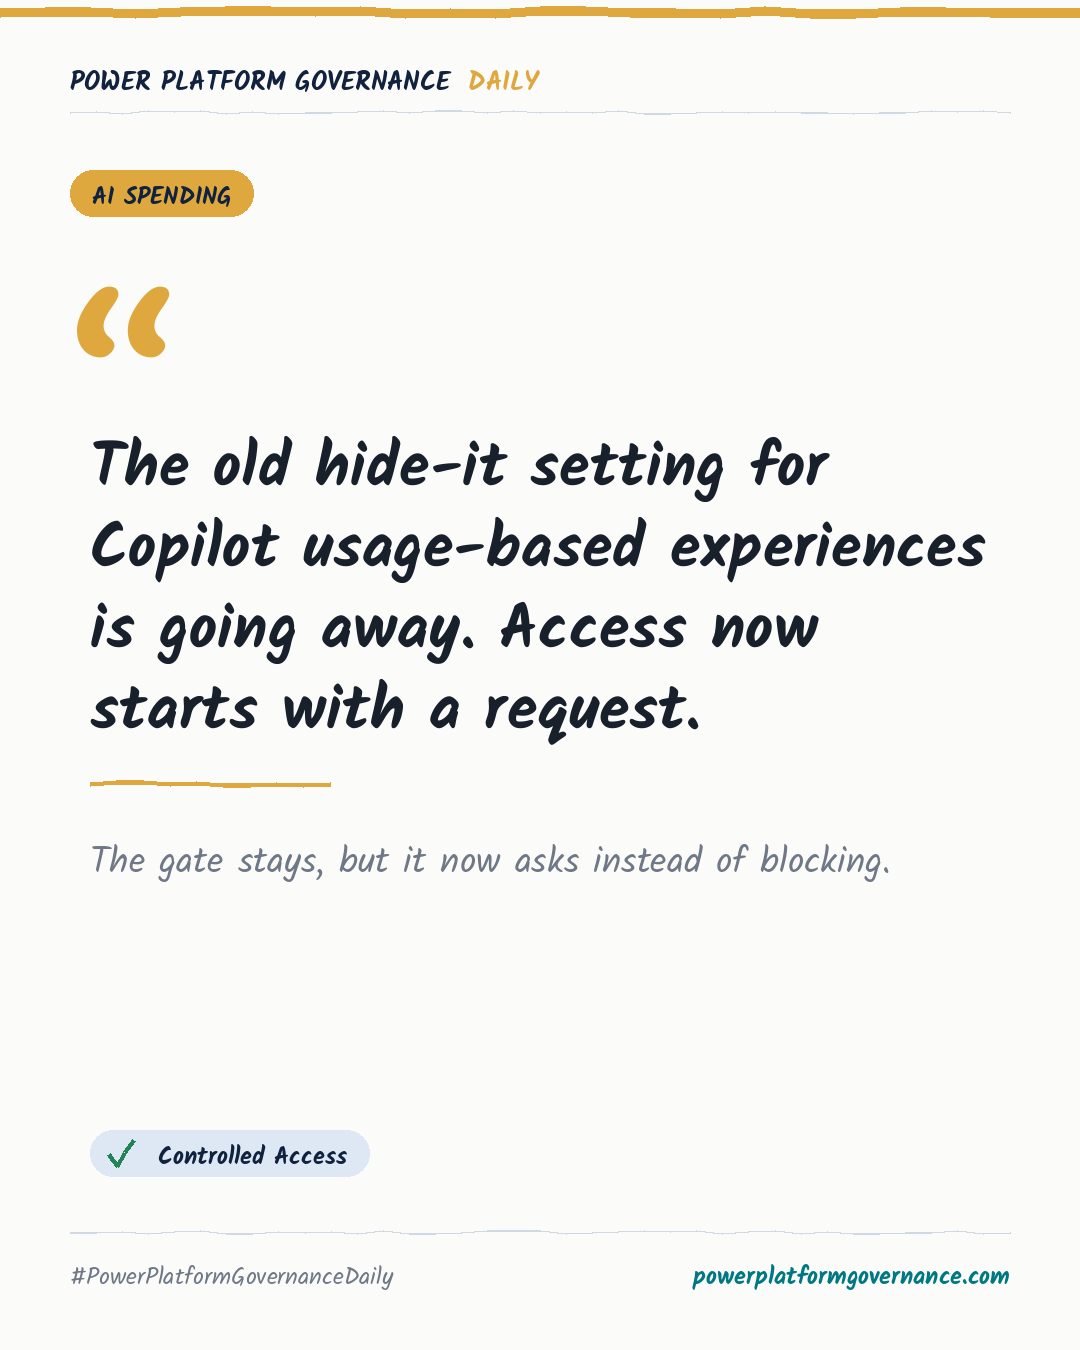 POWER PLATFORM GOVERNANCE DAILY
AI SPENDING
“
The old hide-it setting for
Copilot usage-based experiences
is going away. Access now
starts with a request.
The gate stays, but it now asks instead of blocking.
✓ Controlled Access
#PowerPlatformGovernanceDaily
powerplatformgovernance.com